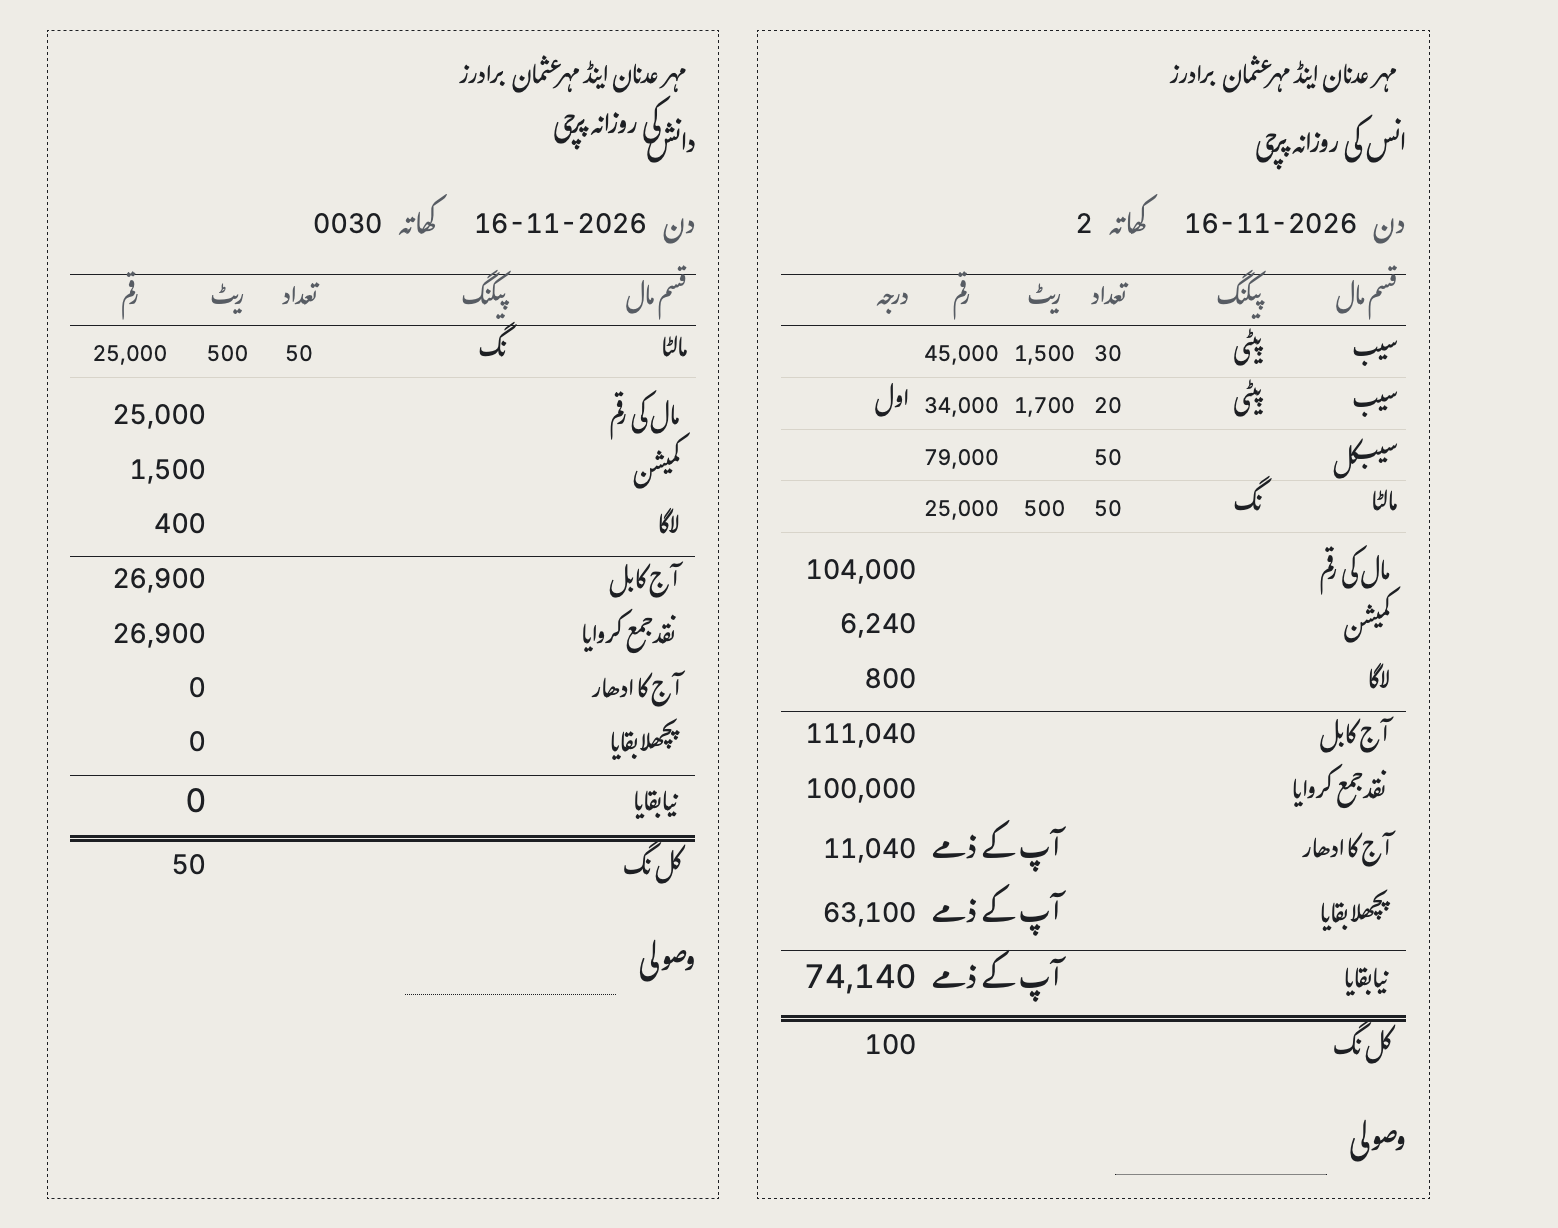 مہر عدنان اینڈ مہر عثمان برادرز
انس کی روزانہ پرچی
دن 16-11-2026 کھاتہ 2
قسم مال پیکنگ تعداد ریٹ رقم درجہ
سیب پیٹی 30 1,500 45,000
سیب پیٹی 20 1,700 34,000 اول
سیب کل 50 79,000
مالٹا نگ 50 500 25,000
مال کی رقم 104,000
کمیشن 6,240
لاگا 800
آج کا بل 111,040
نقد جمع کروایا 100,000
آج کا ادھار آپ کے ذمے 11,040
پچھلا بقایا آپ کے ذمے 63,100
نیا بقایا آپ کے ذمے 74,140
کل نگ 100
وصولی
مہر عدنان اینڈ مہر عثمان برادرز
دانش کی روزانہ پرچی
دن 16-11-2026 کھاتہ 0030
قسم مال پیکنگ تعداد ریٹ رقم
مالٹا نگ 50 500 25,000
مال کی رقم 25,000
کمیشن 1,500
لاگا 400
آج کا بل 26,900
نقد جمع کروایا 26,900
آج کا ادھار 0
پچھلا بقایا 0
نیا بقایا 0
کل نگ 50
وصولی